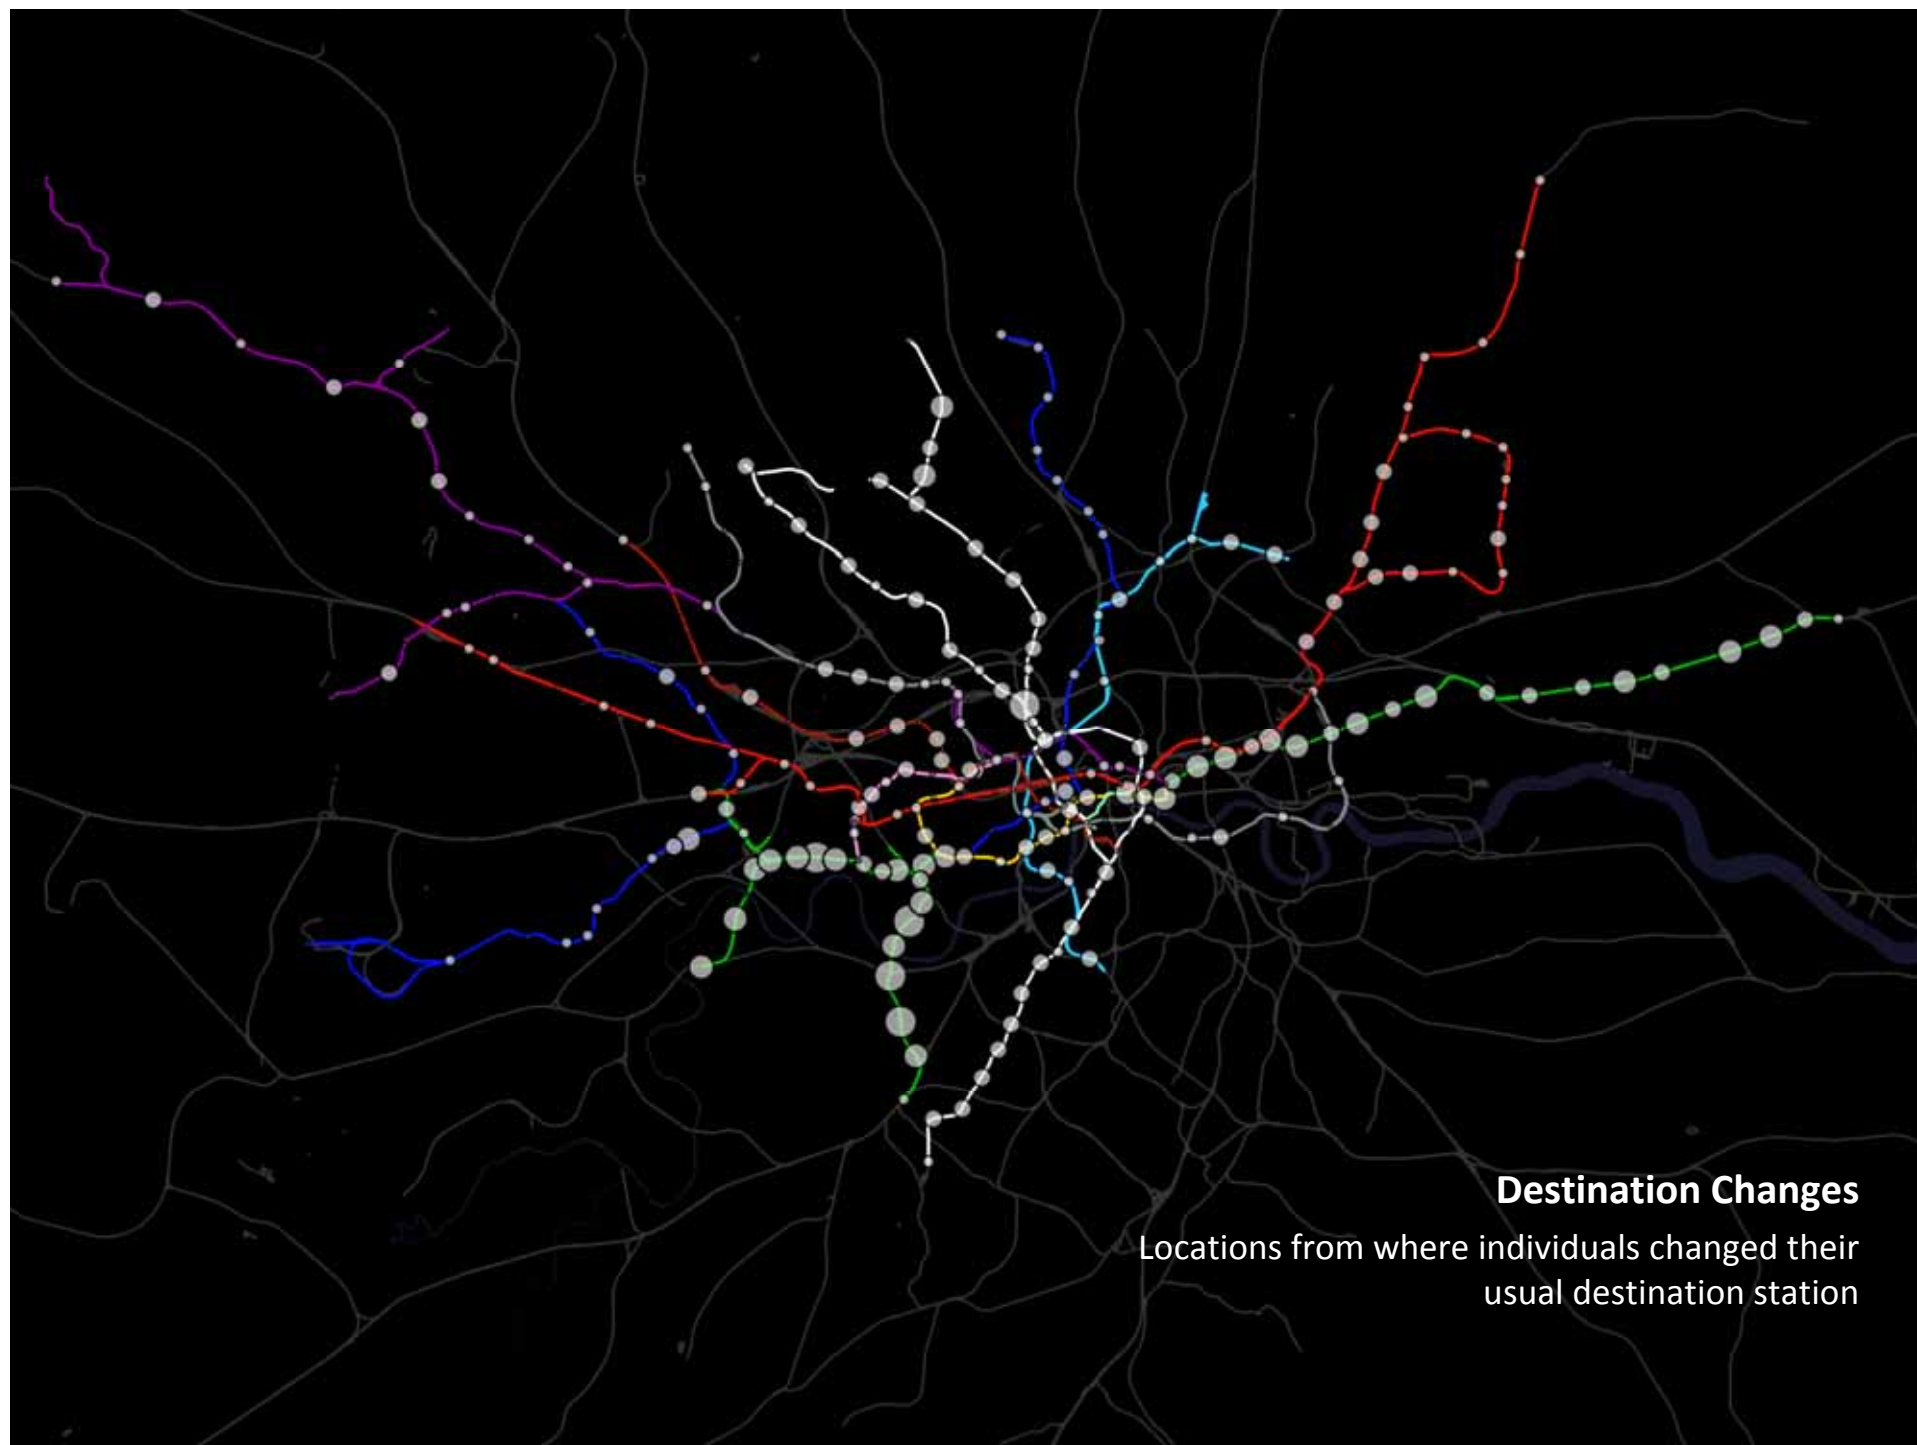 Destination Changes
Locations from where individuals changed their
usual destination station